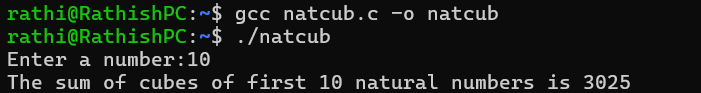 rathi@RathishPC:~$ gcc natcub.c -o natcub
rathi@RathishPC:~$ ./natcub
Enter a number:10
The sum of cubes of first 10 natural numbers is 3025